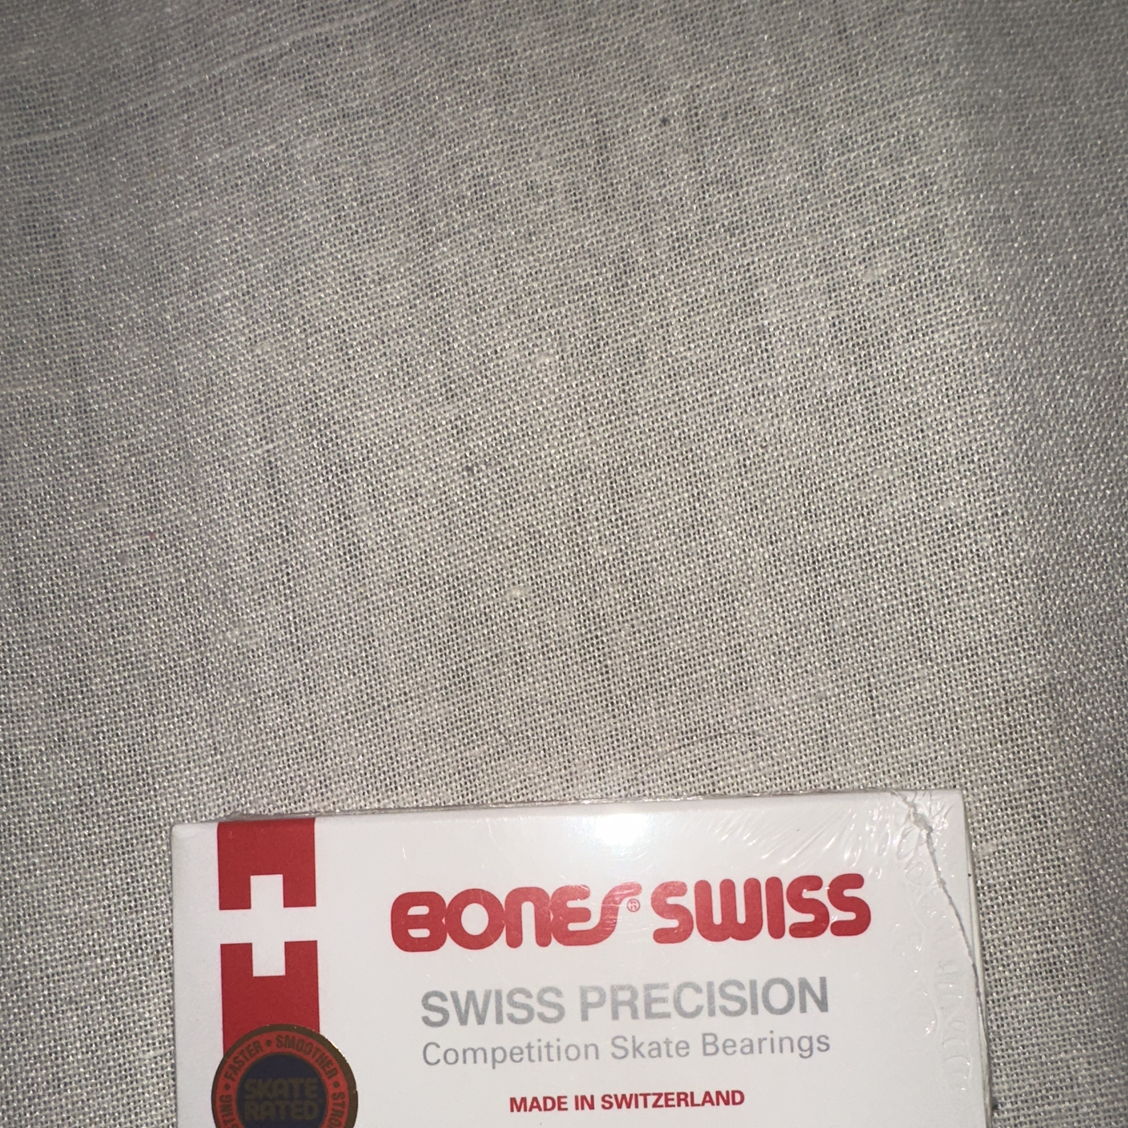 BONES® SWISS
SWISS PRECISION
Competition Skate Bearings
MADE IN SWITZERLAND
FASTER • SMOOTHER •
SKATE
RATED